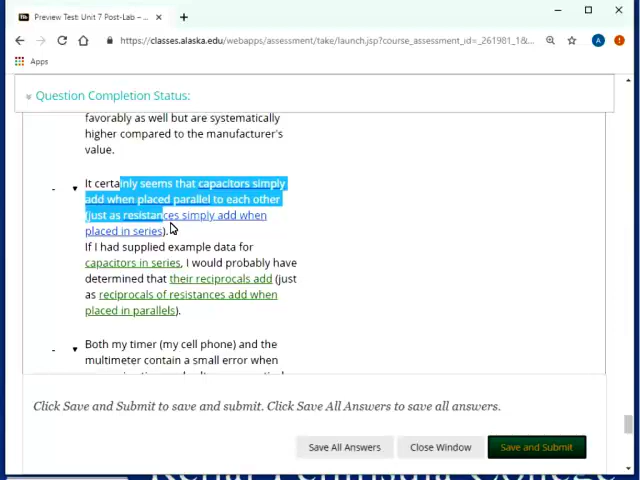 Preview Test: Unit 7 Post-Lab – ...
https://classes.alaska.edu/webapps/assessment/take/launch.jsp?course_assessment_id=_261981_1&...
A
Apps
Question Completion Status:
favorably as well but are systematically
higher compared to the manufacturer's
value.
It certainly seems that capacitors simply
add when placed parallel to each other
(just as resistances simply add when
placed in series).
If I had supplied example data for
capacitors in series, I would probably have
determined that their reciprocals add (just
as reciprocals of resistances add when
placed in parallels).
Both my timer (my cell phone) and the
multimeter contain a small error when
Click Save and Submit to save and submit. Click Save All Answers to save all answers.
Save All Answers
Close Window
Save and Submit
Kenai Peninsula College